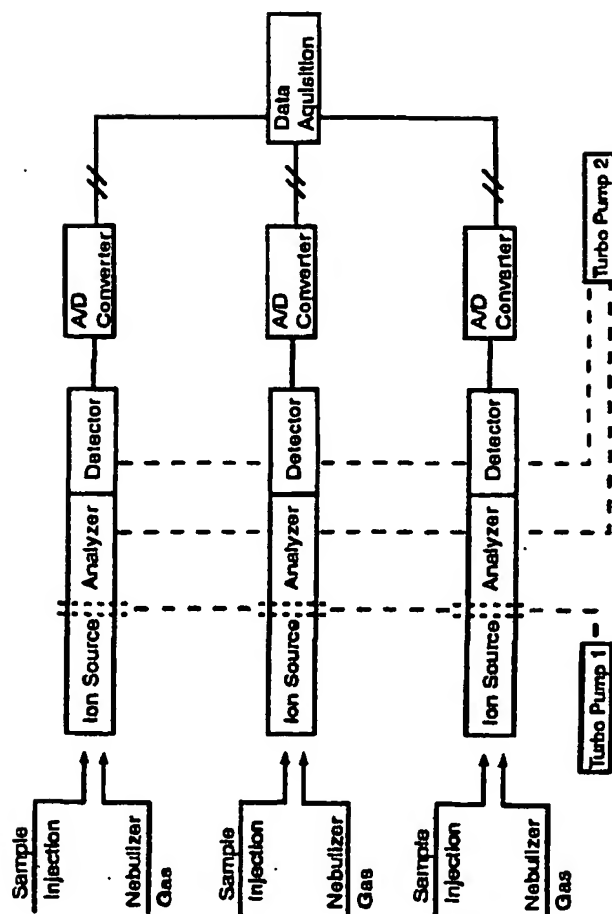 Sample
Injection
Nebulizer
Gas
Ion Source
Analyzer
Detector
A/D
Converter
Sample
Injection
Nebulizer
Gas
Ion Source
Analyzer
Detector
A/D
Converter
Data
Aquisition
Sample
Injection
Nebulizer
Gas
Ion Source
Analyzer
Detector
A/D
Converter
Turbo Pump 1
Turbo Pump 2